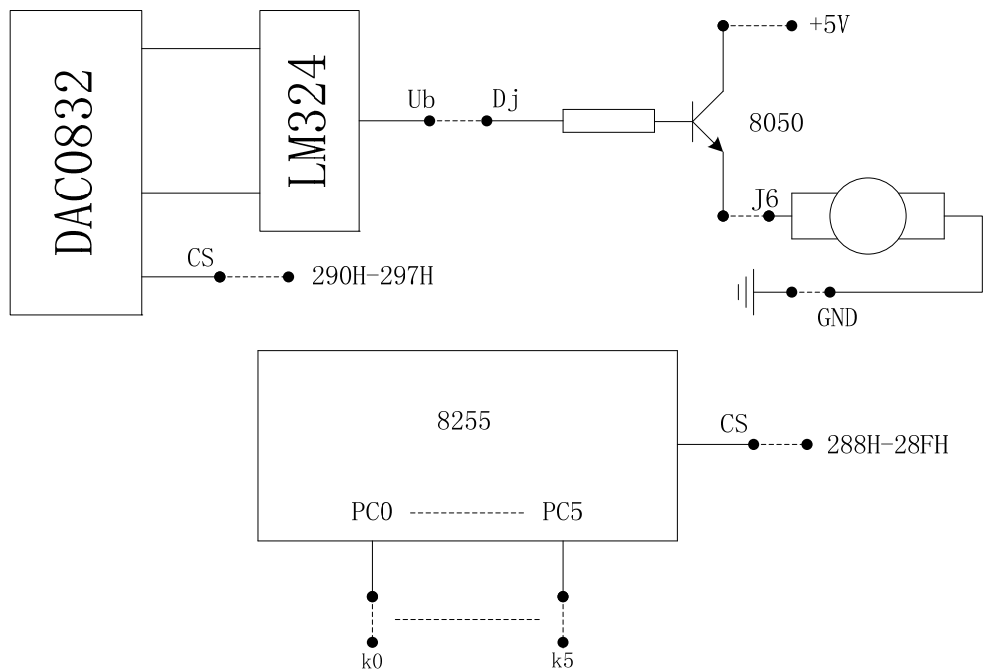 DAC0832
LM324
Ub
Dj
+5V
8050
J6
CS
290H-297H
GND
8255
CS
288H-28FH
PC0
PC5
k0
k5